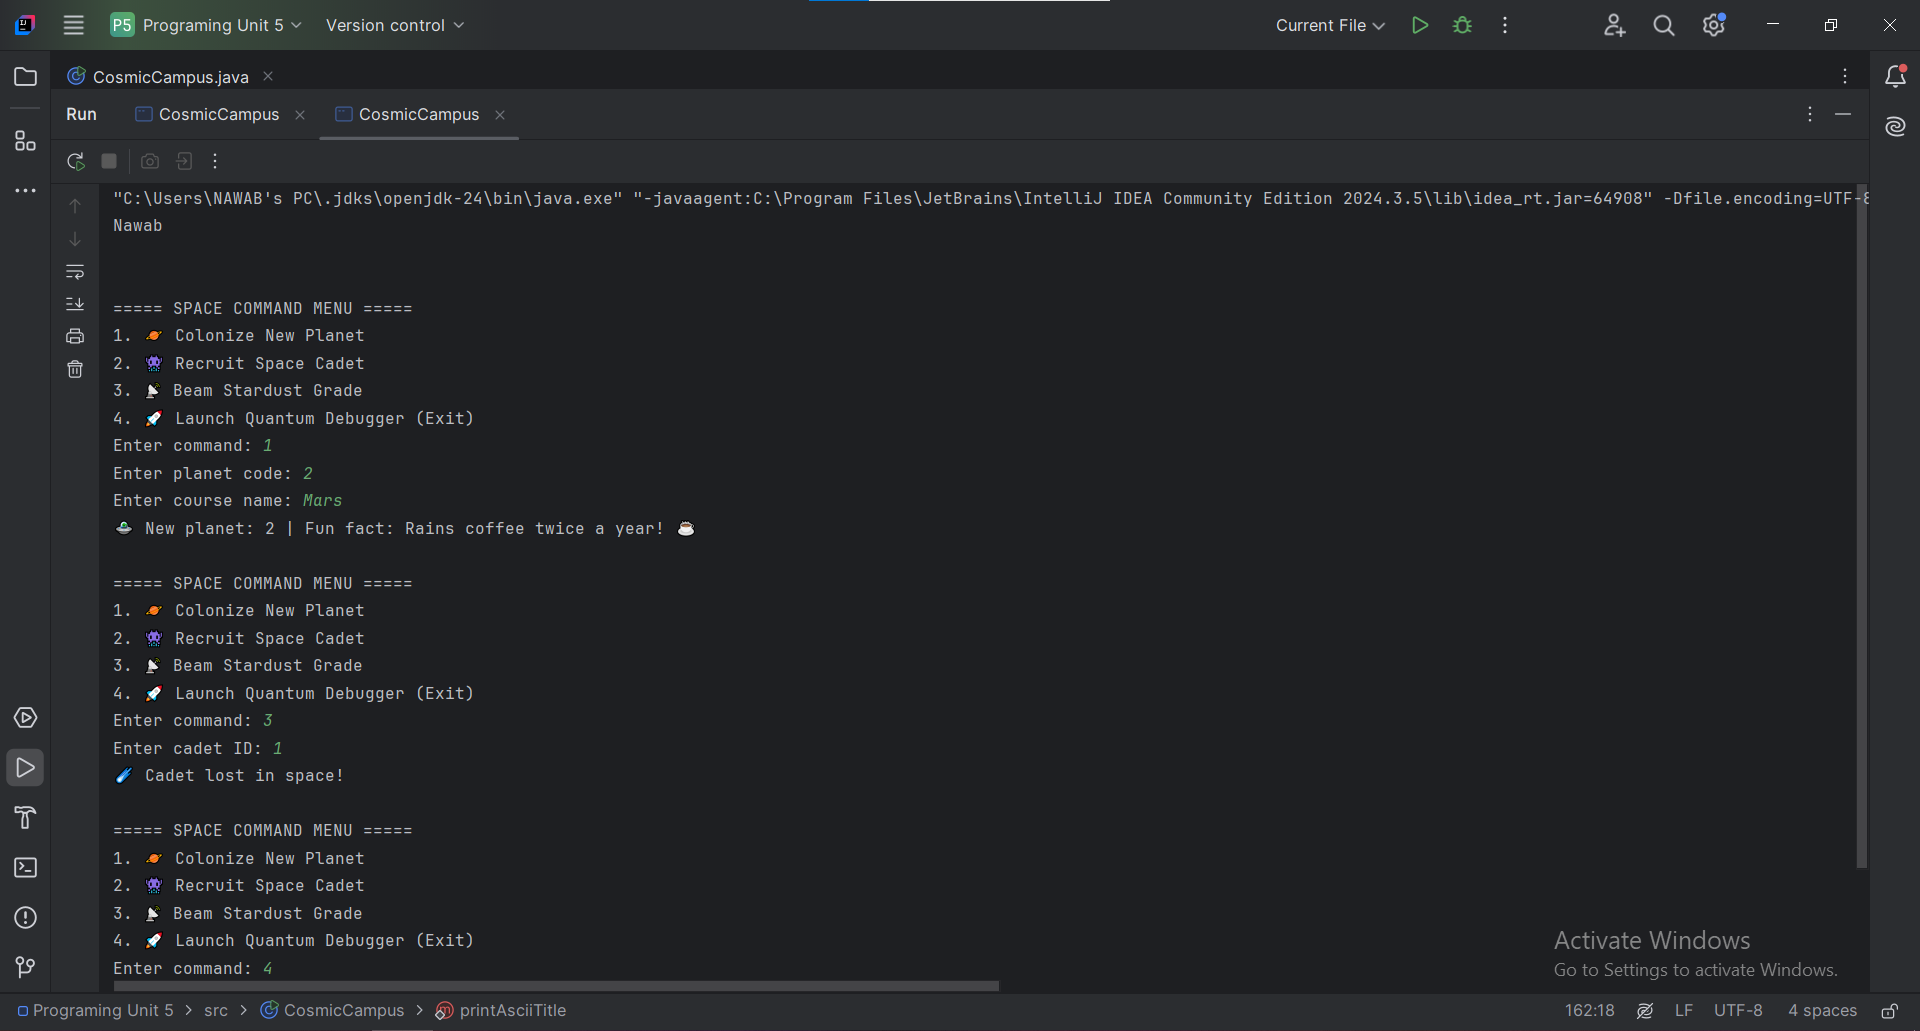 P5 Programing Unit 5 Version control Current File
CosmicCampus.java
Run CosmicCampus CosmicCampus
"C:\Users\NAWAB's PC\.jdks\openjdk-24\bin\java.exe" "-javaagent:C:\Program Files\JetBrains\IntelliJ IDEA Community Edition 2024.3.5\lib\idea_rt.jar=64908" -Dfile.encoding=UTF-8
Nawab
===== SPACE COMMAND MENU =====
1. 🪐 Colonize New Planet
2. 👾 Recruit Space Cadet
3. 📡 Beam Stardust Grade
4. 🚀 Launch Quantum Debugger (Exit)
Enter command: 1
Enter planet code: 2
Enter course name: Mars
🛸 New planet: 2 | Fun fact: Rains coffee twice a year! ☕
===== SPACE COMMAND MENU =====
1. 🪐 Colonize New Planet
2. 👾 Recruit Space Cadet
3. 📡 Beam Stardust Grade
4. 🚀 Launch Quantum Debugger (Exit)
Enter command: 3
Enter cadet ID: 1
☄️ Cadet lost in space!
===== SPACE COMMAND MENU =====
1. 🪐 Colonize New Planet
2. 👾 Recruit Space Cadet
3. 📡 Beam Stardust Grade
4. 🚀 Launch Quantum Debugger (Exit)
Enter command: 4
Activate Windows
Go to Settings to activate Windows.
Programing Unit 5 > src > CosmicCampus > printAsciiTitle 162:18 LF UTF-8 4 spaces